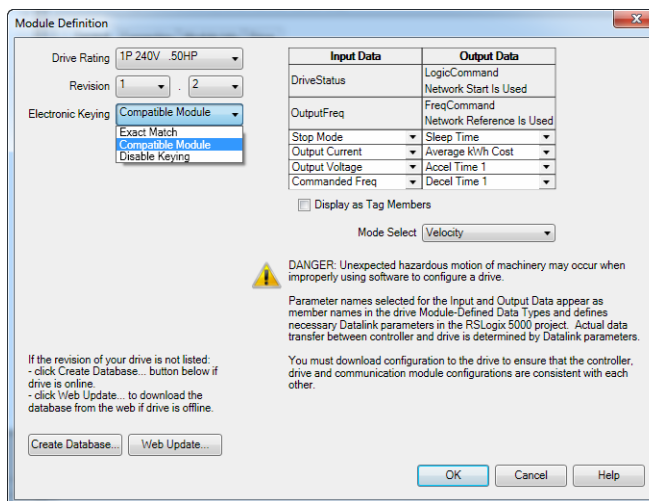 Module Definition
Drive Rating 1P 240V .50HP
Revision 1 . 2
Electronic Keying Compatible Module
Exact Match
Compatible Module
Disable Keying
Input Data Output Data
DriveStatus LogicCommand
Network Start Is Used
OutputFreq FreqCommand
Network Reference Is Used
Stop Mode Sleep Time
Output Current Average kWh Cost
Output Voltage Accel Time 1
Commanded Freq Decel Time 1
Display as Tag Members
Mode Select Velocity
DANGER: Unexpected hazardous motion of machinery may occur when
improperly using software to configure a drive.
Parameter names selected for the Input and Output Data appear as
member names in the drive Module-Defined Data Types and defines
necessary Datalink parameters in the RSLogix 5000 project. Actual data
transfer between controller and drive is determined by Datalink parameters.
You must download configuration to the drive to ensure that the controller,
drive and communication module configurations are consistent with each
other.
If the revision of your drive is not listed:
- click Create Database... button below if
drive is online.
- click Web Update... to download the
database from the web if drive is offline.
Create Database... Web Update...
OK Cancel Help